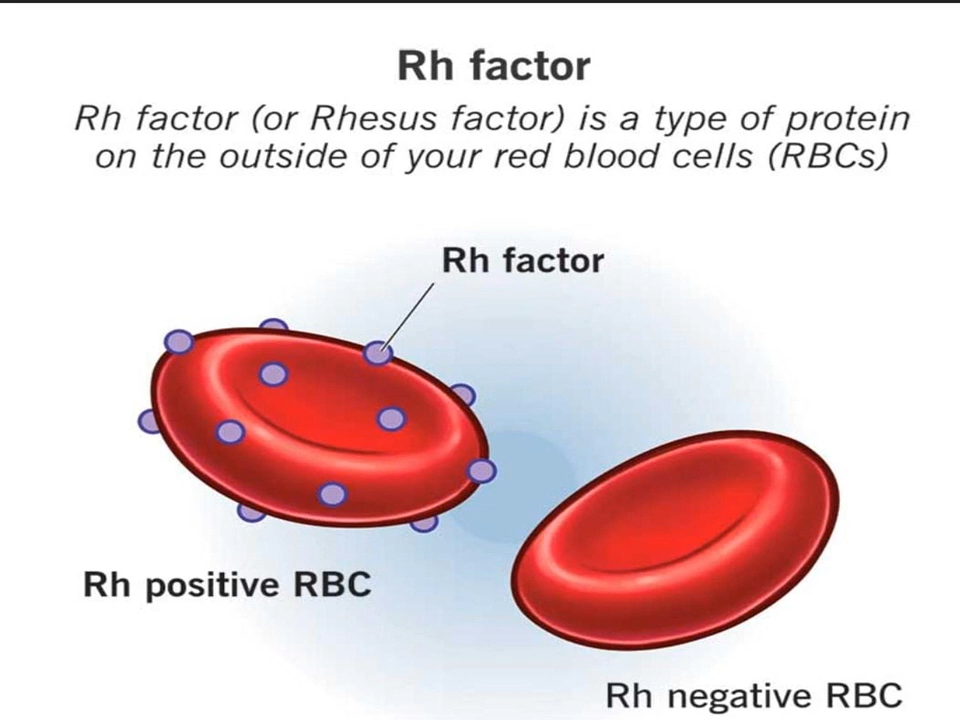 Rh factor
Rh factor (or Rhesus factor) is a type of protein
on the outside of your red blood cells (RBCs)
Rh factor
Rh positive RBC
Rh negative RBC